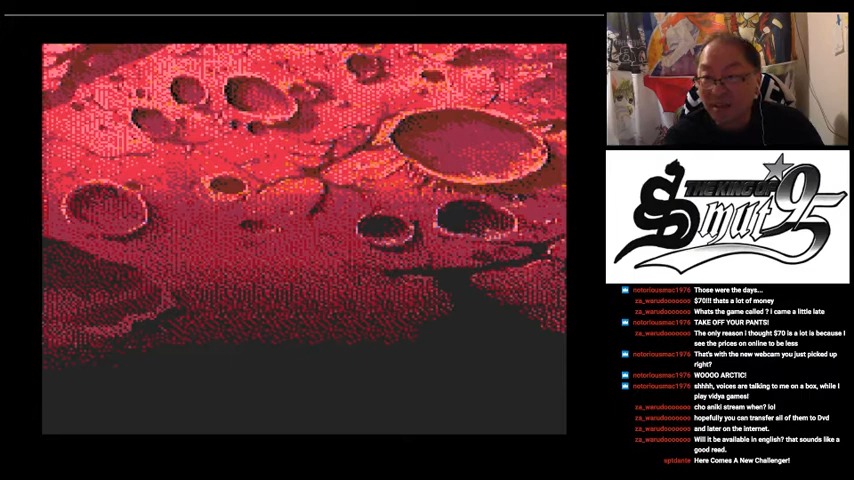 THE KING OF
Smut 95
notoriousmac1976 Those were the days...
za_warudooooooo $70!!! thats a lot of money
za_warudooooooo Whats the game called ? I came a little late
notoriousmac1976 TAKE OFF YOUR PANTS!
za_warudooooooo The only reason i thought $70 is a lot is because I
see the prices on online to be less
notoriousmac1976 That's with the new webcam you just picked up
right?
notoriousmac1976 WOOOO ARCTIC!
notoriousmac1976 shhhh, voices are talking to me on a box, while I
play vidya games!
za_warudooooooo cho aniki stream when? lol
za_warudooooooo hopefully you can transfer all of them to Dvd
za_warudooooooo and later on the internet.
za_warudooooooo Will it be available in english? that sounds like a
good read.
sptdante Here Comes A New Challenger!